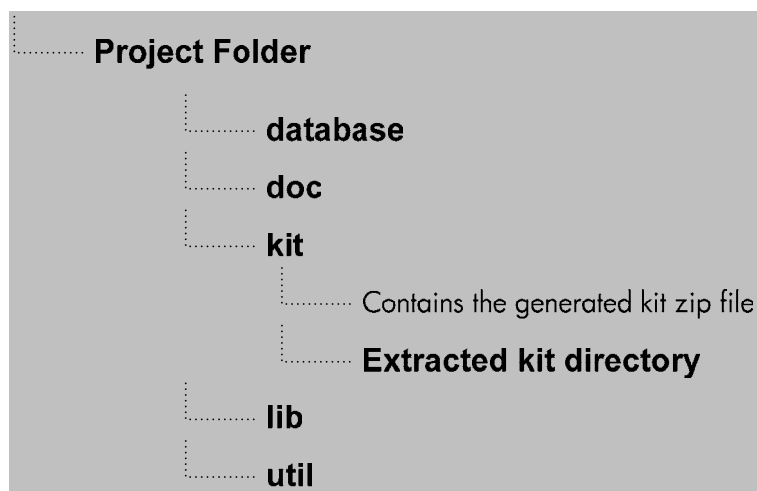 Project Folder
database
doc
kit
Contains the generated kit zip file
Extracted kit directory
lib
util